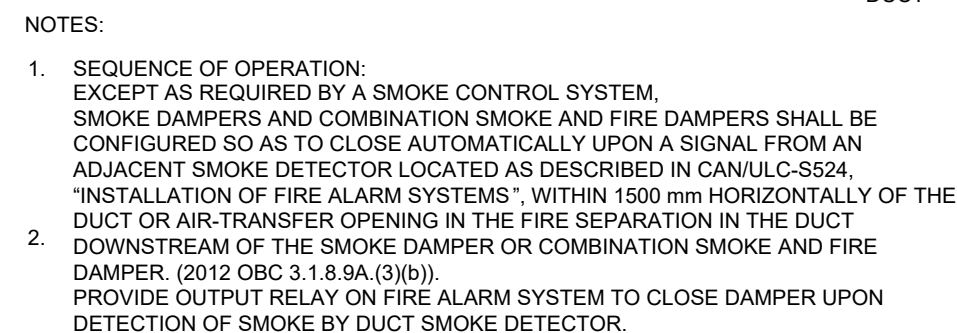 NOTES:
1. SEQUENCE OF OPERATION:
EXCEPT AS REQUIRED BY A SMOKE CONTROL SYSTEM,
SMOKE DAMPERS AND COMBINATION SMOKE AND FIRE DAMPERS SHALL BE
CONFIGURED SO AS TO CLOSE AUTOMATICALLY UPON A SIGNAL FROM AN
ADJACENT SMOKE DETECTOR LOCATED AS DESCRIBED IN CAN/ULC-S524,
“INSTALLATION OF FIRE ALARM SYSTEMS”, WITHIN 1500 mm HORIZONTALLY OF THE
DUCT OR AIR-TRANSFER OPENING IN THE FIRE SEPARATION IN THE DUCT
2. DOWNSTREAM OF THE SMOKE DAMPER OR COMBINATION SMOKE AND FIRE
DAMPER. (2012 OBC 3.1.8.9A.(3)(b)).
PROVIDE OUTPUT RELAY ON FIRE ALARM SYSTEM TO CLOSE DAMPER UPON
DETECTION OF SMOKE BY DUCT SMOKE DETECTOR.